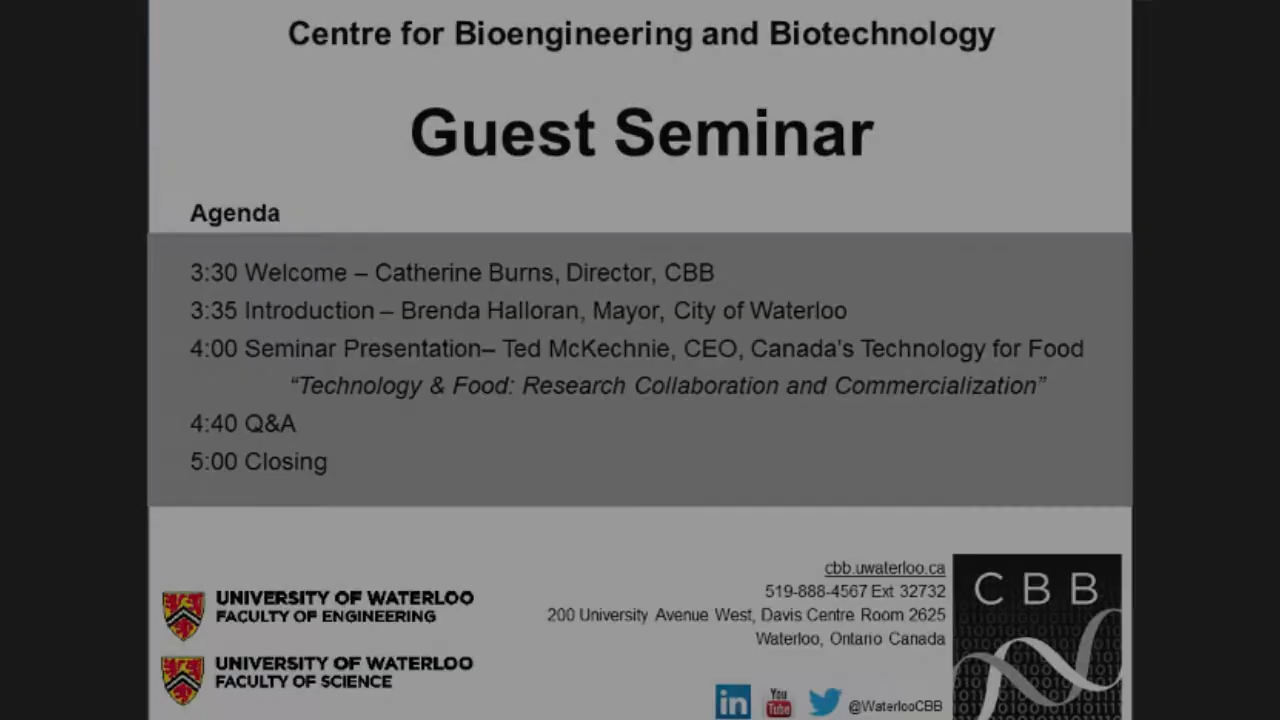 Centre for Bioengineering and Biotechnology
Guest Seminar
Agenda
3:30 Welcome – Catherine Burns, Director, CBB
3:35 Introduction – Brenda Halloran, Mayor, City of Waterloo
4:00 Seminar Presentation– Ted McKechnie, CEO, Canada's Technology for Food
“Technology & Food: Research Collaboration and Commercialization”
4:40 Q&A
5:00 Closing
UNIVERSITY OF WATERLOO
FACULTY OF ENGINEERING
UNIVERSITY OF WATERLOO
FACULTY OF SCIENCE
cbb.uwaterloo.ca
519-888-4567 Ext 32732
200 University Avenue West, Davis Centre Room 2625
Waterloo, Ontario Canada
in
You
Tube
@WaterlooCBB
CBB